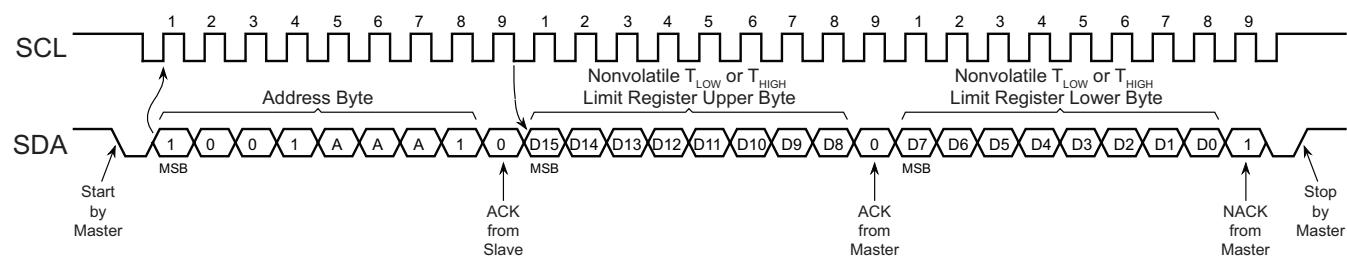 1 2 3 4 5 6 7 8 9 1 2 3 4 5 6 7 8 9 1 2 3 4 5 6 7 8 9
SCL
Nonvolatile TLOW or THIGH
Limit Register Upper Byte
Nonvolatile TLOW or THIGH
Limit Register Lower Byte
Address Byte
SDA
1 0 0 1 A A A 1 0 D15 D14 D13 D12 D11 D10 D9 D8 0 D7 D6 D5 D4 D3 D2 D1 D0 1
MSB MSB MSB
Start
by
Master
ACK
from
Slave
ACK
from
Master
NACK
from
Master
Stop
by
Master